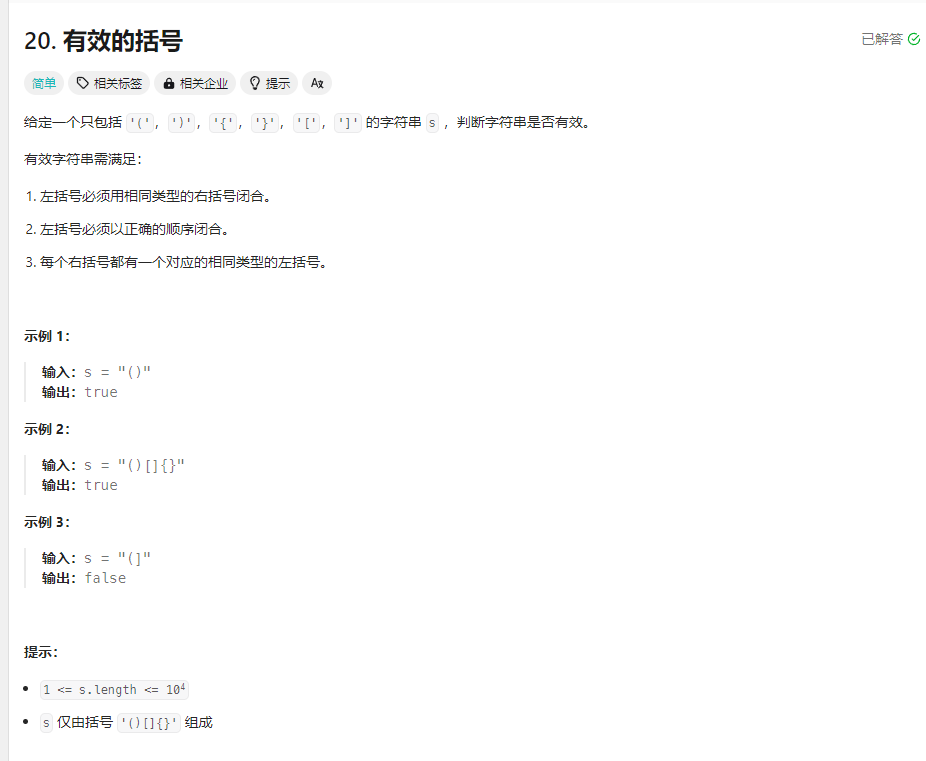 20. 有效的括号
已解答
简单 相关标签 相关企业 提示 Aあ
给定一个只包括 '('，')'，'{'，'}'，'['，']' 的字符串 s ，判断字符串是否有效。
有效字符串需满足：
1. 左括号必须用相同类型的右括号闭合。
2. 左括号必须以正确的顺序闭合。
3. 每个右括号都有一个对应的相同类型的左括号。
示例 1：
输入：s = "()"
输出：true
示例 2：
输入：s = "()[]{}"
输出：true
示例 3：
输入：s = "(]"
输出：false
提示：
• 1 <= s.length <= 10⁴
• s 仅由括号 '()[]{}' 组成